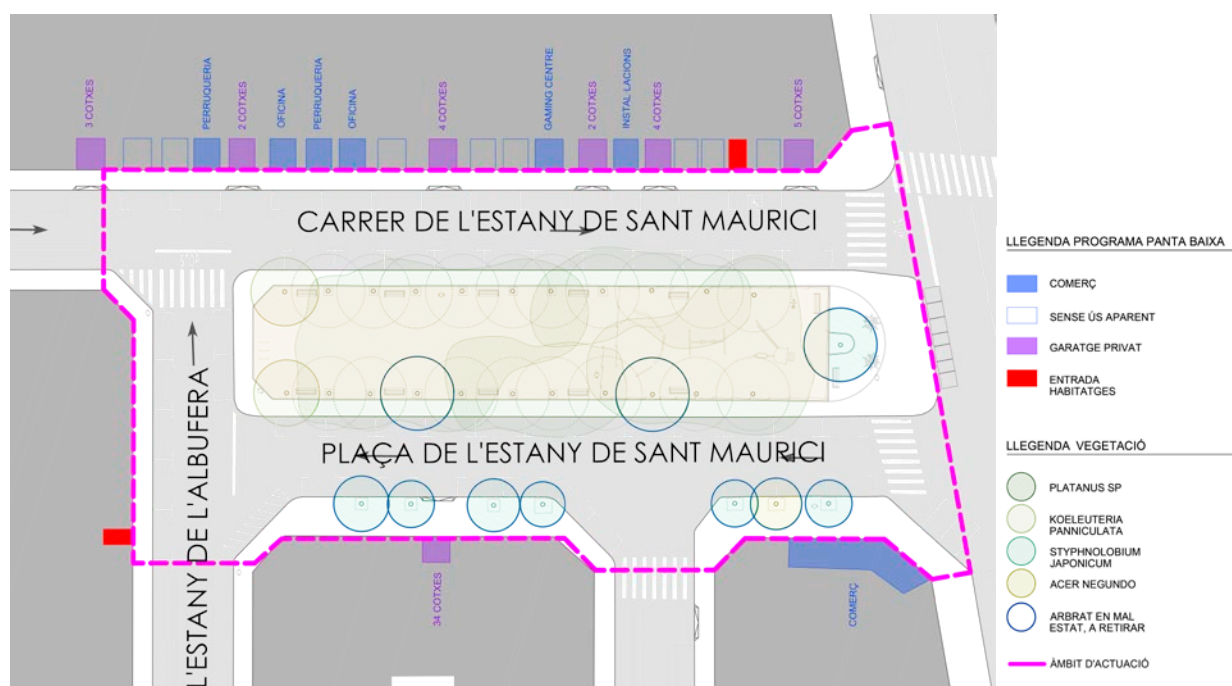 3 COTXES
PERRUQUERIA
2 COTXES
OFICINA
PERRUQUERIA
OFICINA
4 COTXES
GAMING CENTRE
2 COTXES
INSTAL LACIONS
4 COTXES
5 COTXES
CARRER DE L'ESTANY DE SANT MAURICI
STOP
PLAÇA DE L'ESTANY DE SANT MAURICI
L'ESTANY DE L'ALBUFERA
34 COTXES
COMERÇ
LLEGENDA PROGRAMA PANTA BAIXA
COMERÇ
SENSE ÚS APARENT
GARATGE PRIVAT
ENTRADA
HABITATGES
LLEGENDA VEGETACIÓ
PLATANUS SP
KOELEUTERIA
PANNICULATA
STYPHNOLOBIUM
JAPONICUM
ACER NEGUNDO
ARBRAT EN MAL
ESTAT, A RETIRAR
ÀMBIT D'ACTUACIÓ